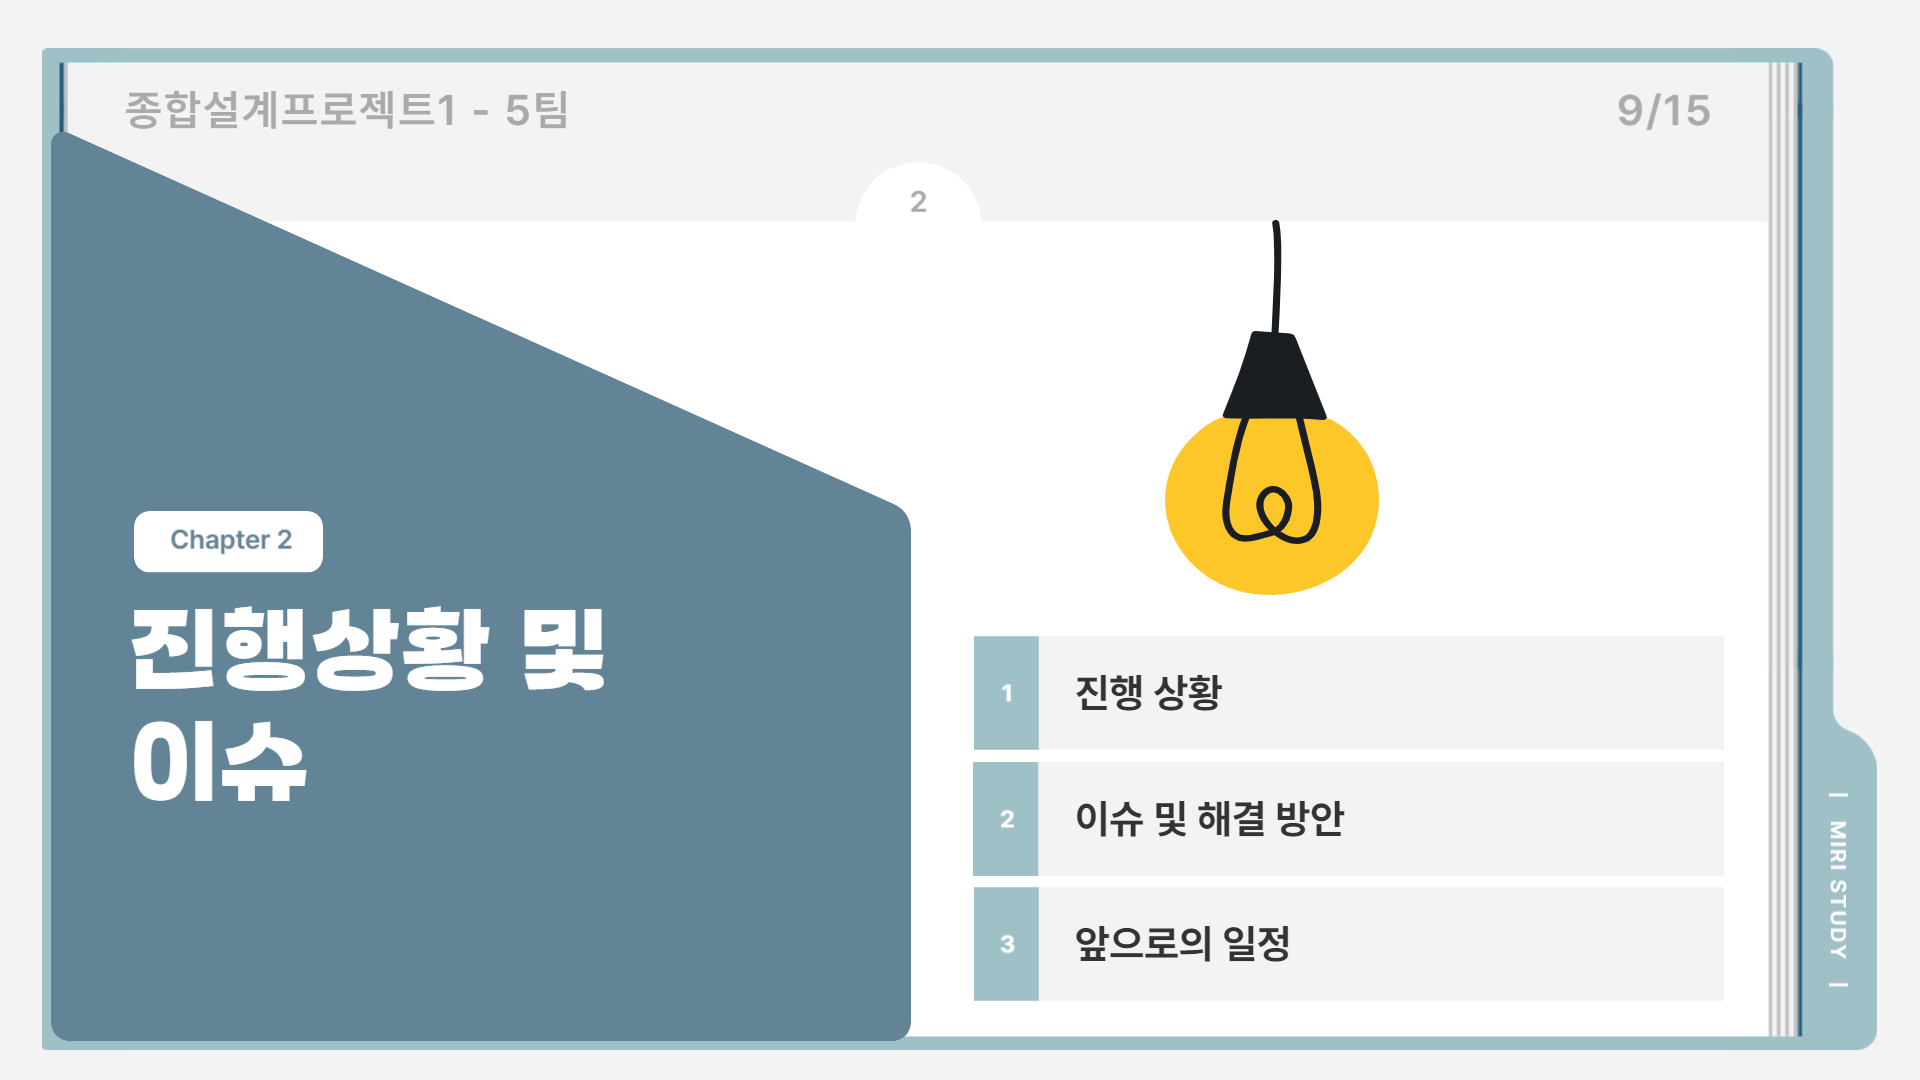 종합설계프로젝트1 - 5팀
9/15
2
Chapter 2
진행상황 및
이슈
1 진행 상황
2 이슈 및 해결 방안
3 앞으로의 일정
| MIRI STUDY |